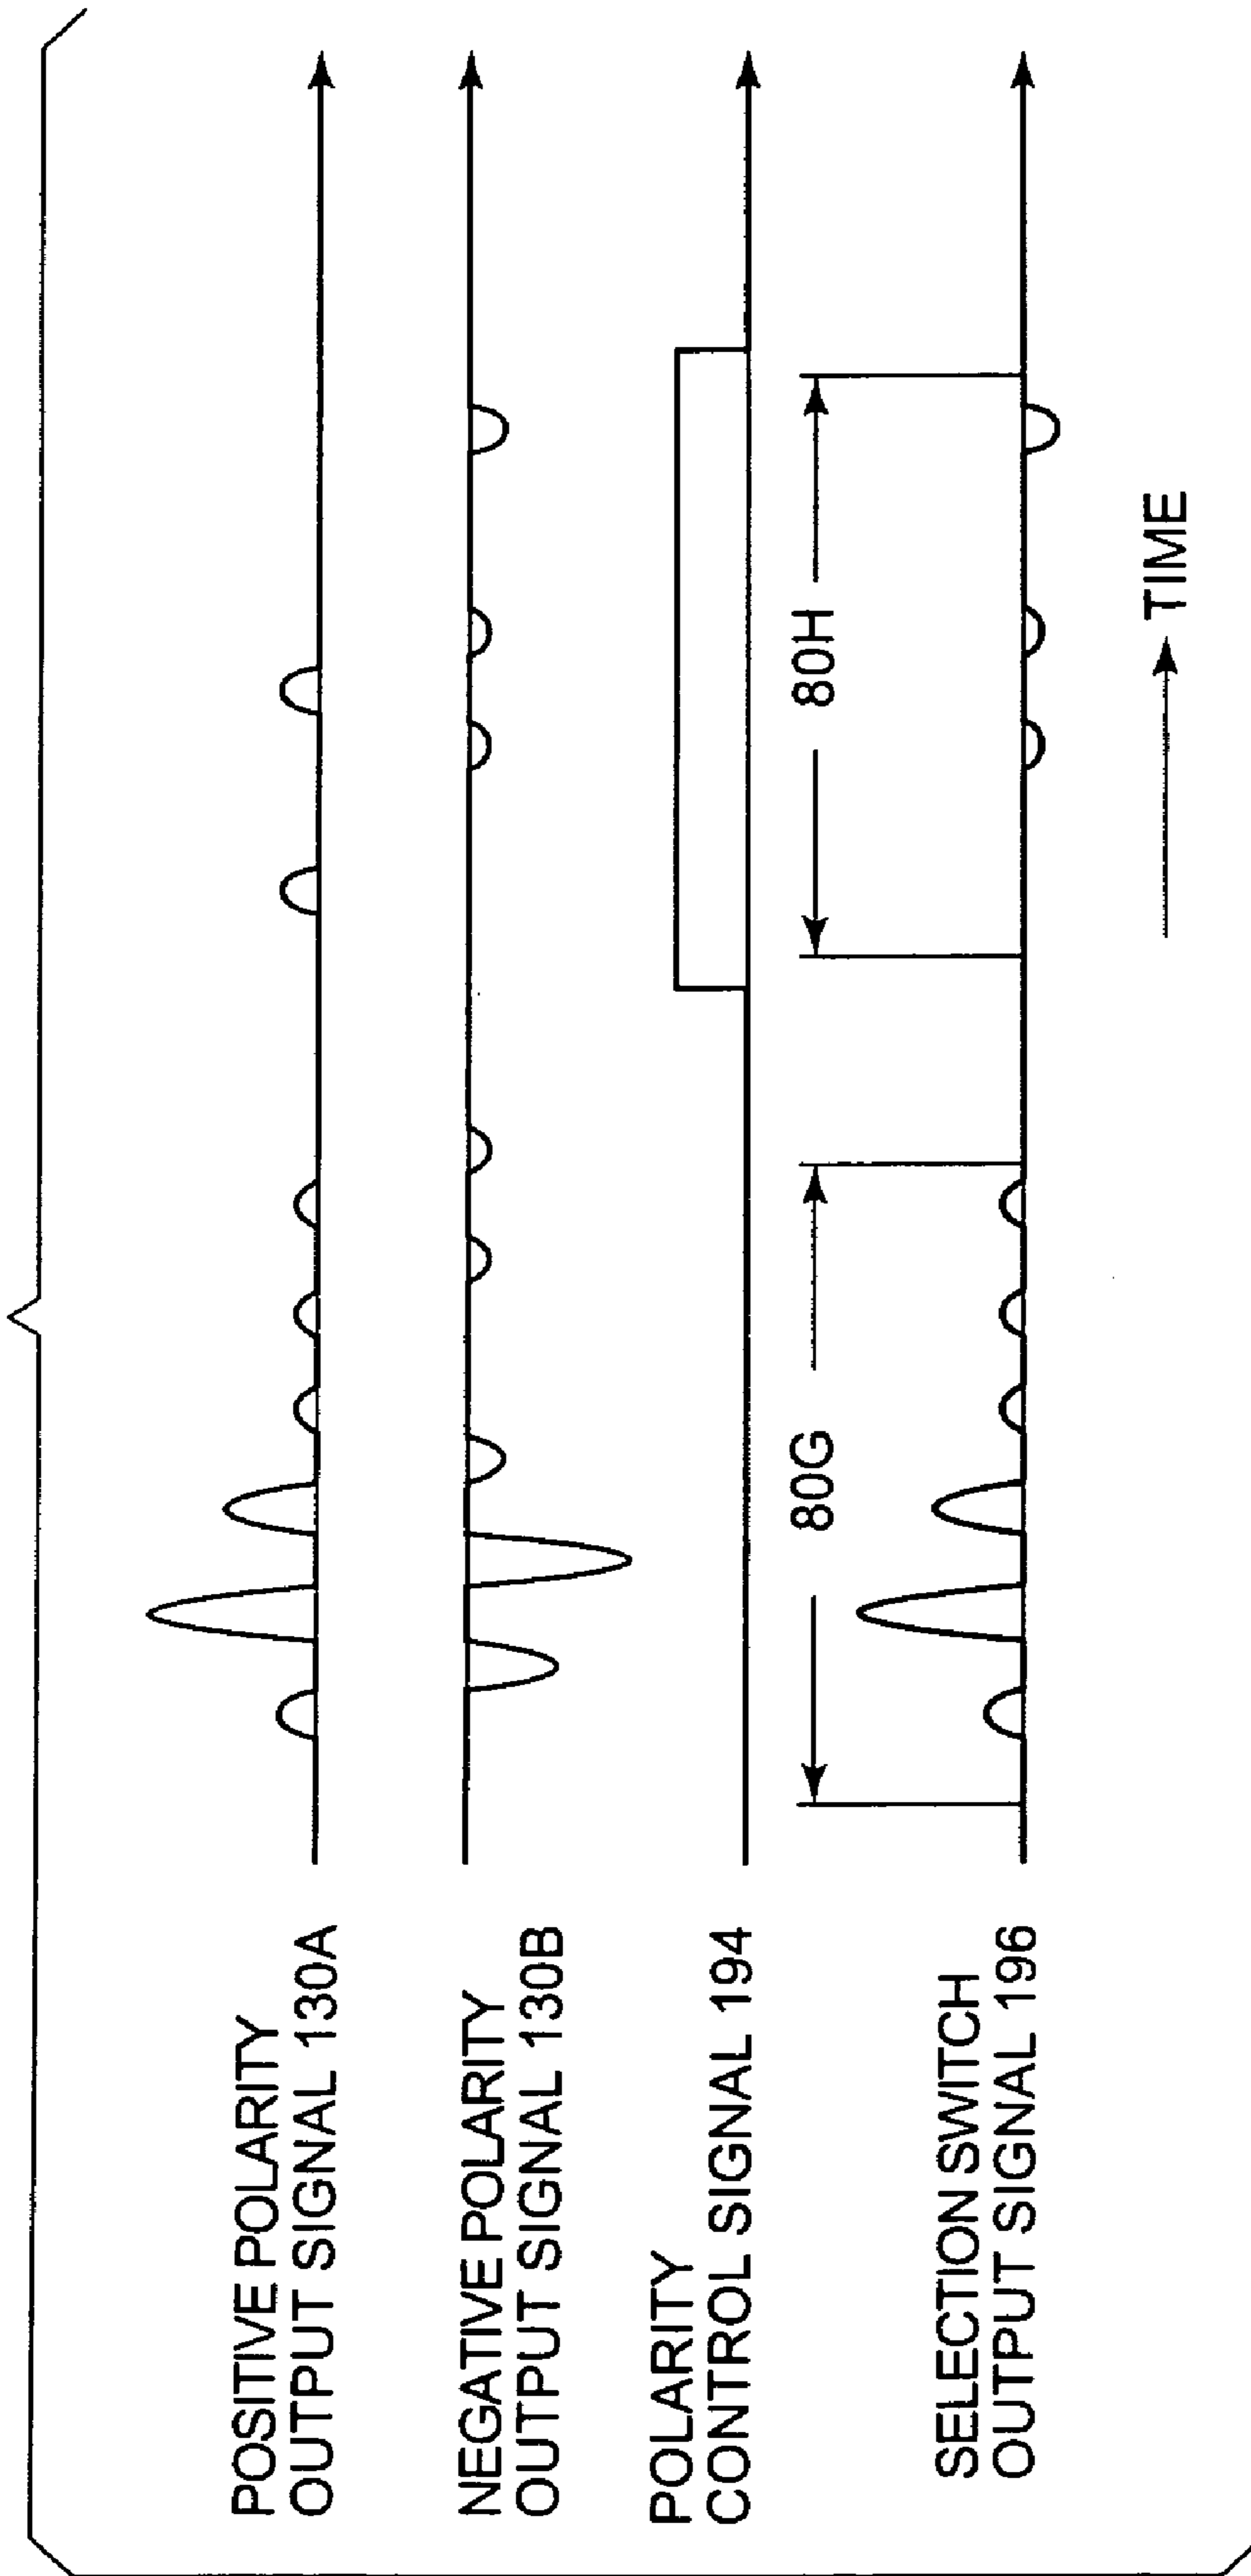 POSITIVE POLARITY
OUTPUT SIGNAL 130A
NEGATIVE POLARITY
OUTPUT SIGNAL 130B
POLARITY
CONTROL SIGNAL 194
80G
80H
SELECTION SWITCH
OUTPUT SIGNAL 196
TIME